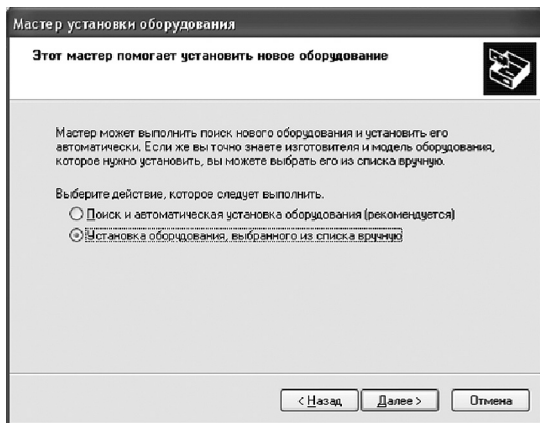 Мастер установки оборудования
Этот мастер помогает установить новое оборудование
Мастер может выполнить поиск нового оборудования и установить его
автоматически. Если же вы точно знаете изготовителя и модель оборудования,
которое нужно установить, вы можете выбрать его из списка вручную.
Выберите действие, которое следует выполнить.
Поиск и автоматическая установка оборудования (рекомендуется)
Установка оборудования, выбранного из списка вручную
< Назад Далее > Отмена